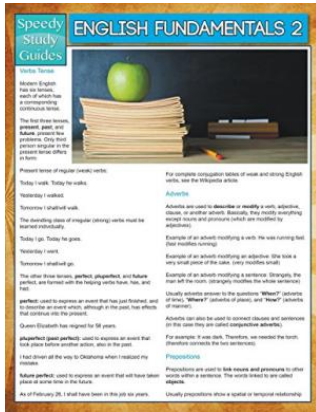 Speedy
Study
Guides
ENGLISH FUNDAMENTALS 2
Verbs Tense
Modern English
has six tenses,
each of which has
a corresponding
continuous tense.
The first three tenses,
present, past, and
future, present few
problems. Only third
person singular in the
present tense differs
in form:
Present tense of regular (weak) verbs:
Today I walk. Today he walks.
Yesterday I walked.
Tomorrow I shall/will walk.
The dwindling class of irregular (strong) verbs must be
learned individually.
Today I go. Today he goes.
Yesterday I went.
Tomorrow I shall/will go.
The other three tenses, perfect, pluperfect, and future
perfect, are formed with the helping verbs have, has, and
had.
perfect: used to express an event that has just finished, and
to describe an event which, although in the past, has effects
that continue into the present.
Queen Elizabeth has reigned for 56 years.
pluperfect (past perfect): used to express an event that
took place before another action, also in the past.
I had driven all the way to Oklahoma when I realized my
mistake.
future perfect: used to express an event that will have taken
place at some time in the future.
As of February 26, I shall have been in this job six years.
For complete conjugation tables of weak and strong English
verbs, see the Wikipedia article.
Adverbs
Adverbs are used to describe or modify a verb, adjective,
clause, or another adverb. Basically, they modify everything
except nouns and pronouns (which are modified by
adjectives).
Example of an adverb modifying a verb: He was running fast.
(fast modifies running)
Example of an adverb modifying an adjective: She took a
very small piece of the cake. (very modifies small)
Example of an adverb modifying a sentence: Strangely, the
man left the room. (strangely modifies the whole sentence)
Usually adverbs answer to the questions "When?" (adverbs
of time), "Where?" (adverbs of place), and "How?" (adverbs
of manner).
Adverbs can also be used to connect clauses and sentences
(in this case they are called conjunctive adverbs).
For example: It was dark. Therefore, we needed the torch.
(therefore connects the two sentences)
Prepositions
Prepositions are used to link nouns and pronouns to other
words within a sentence. The words linked to are called
objects.
Usually prepositions show a spatial or temporal relationship